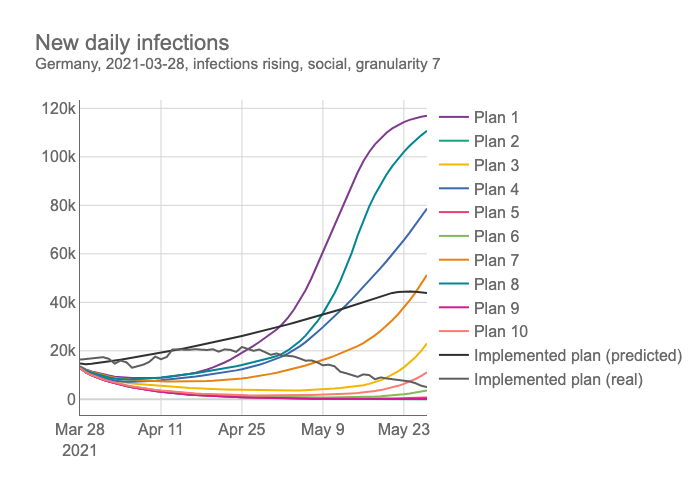 New daily infections
Germany, 2021-03-28, infections rising, social, granularity 7
120k
100k
80k
60k
40k
20k
0
Mar 28
2021
Apr 11
Apr 25
May 9
May 23
Plan 1
Plan 2
Plan 3
Plan 4
Plan 5
Plan 6
Plan 7
Plan 8
Plan 9
Plan 10
Implemented plan (predicted)
Implemented plan (real)